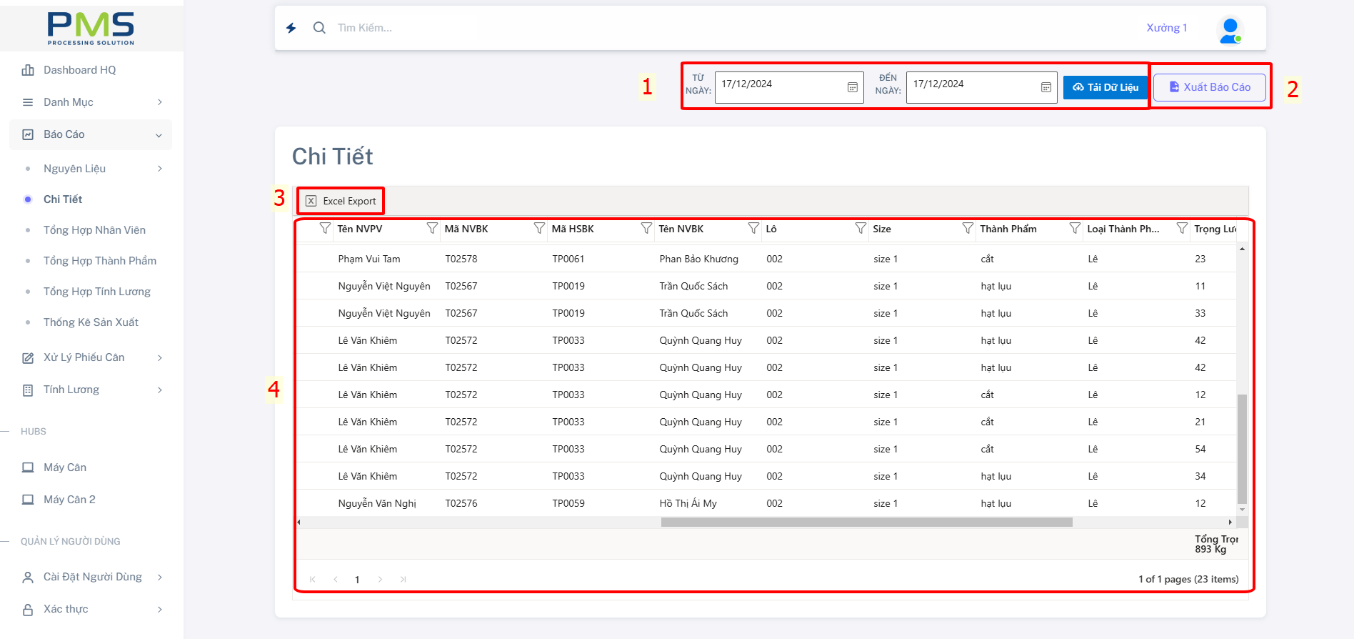 PMS
PROCESSING SOLUTION
Dashboard HQ
Danh Mục
Báo Cáo
Nguyên Liệu
Chi Tiết
Tổng Hợp Nhân Viên
Tổng Hợp Thành Phẩm
Tổng Hợp Tính Lương
Thống Kê Sản Xuất
Xử Lý Phiếu Cân
Tính Lương
HUBS
Máy Cân
Máy Cân 2
QUẢN LÝ NGƯỜI DÙNG
Cài Đặt Người Dùng
Xác thực
Tìm Kiếm...
Xưởng 1
1
TỪ NGÀY: 17/12/2024 ĐẾN NGÀY: 17/12/2024 Tải Dữ Liệu Xuất Báo Cáo
2
Chi Tiết
3
Excel Export
Tên NVPV Mã NVBK Mã HSBK Tên NVBK Lô Size Thành Phẩm Loại Thành Ph... Trọng Lư
Phạm Vui Tam T02578 TP0061 Phan Bảo Khương 002 size 1 cắt Lê 23
Nguyễn Việt Nguyên T02567 TP0019 Trần Quốc Sách 002 size 1 hạt lụu Lê 11
Nguyễn Việt Nguyên T02567 TP0019 Trần Quốc Sách 002 size 1 hạt lụu Lê 33
Lê Văn Khiêm T02572 TP0033 Quỳnh Quang Huy 002 size 1 hạt lụu Lê 42
Lê Văn Khiêm T02572 TP0033 Quỳnh Quang Huy 002 size 1 hạt lụu Lê 42
4
Lê Văn Khiêm T02572 TP0033 Quỳnh Quang Huy 002 size 1 cắt Lê 12
Lê Văn Khiêm T02572 TP0033 Quỳnh Quang Huy 002 size 1 cắt Lê 21
Lê Văn Khiêm T02572 TP0033 Quỳnh Quang Huy 002 size 1 cắt Lê 54
Lê Văn Khiêm T02572 TP0033 Quỳnh Quang Huy 002 size 1 hạt lụu Lê 34
Nguyễn Văn Nghị T02576 TP0059 Hồ Thị Ái My 002 size 1 hạt lụu Lê 12
Tổng Trọn
893 Kg
1
1 of 1 pages (23 items)